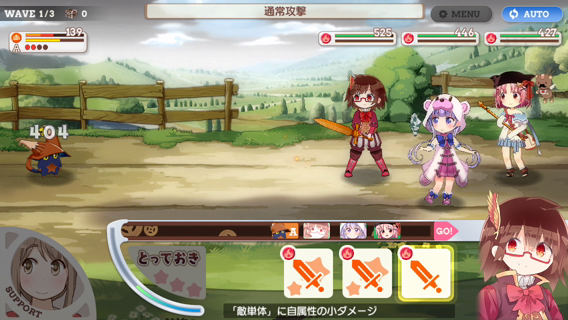 WAVE 1/3 0
通常攻撃
MENU
AUTO
139
A
525
446
427
404
GO!
とっておき
SUPPORT
「敵単体」に自属性の小ダメージ